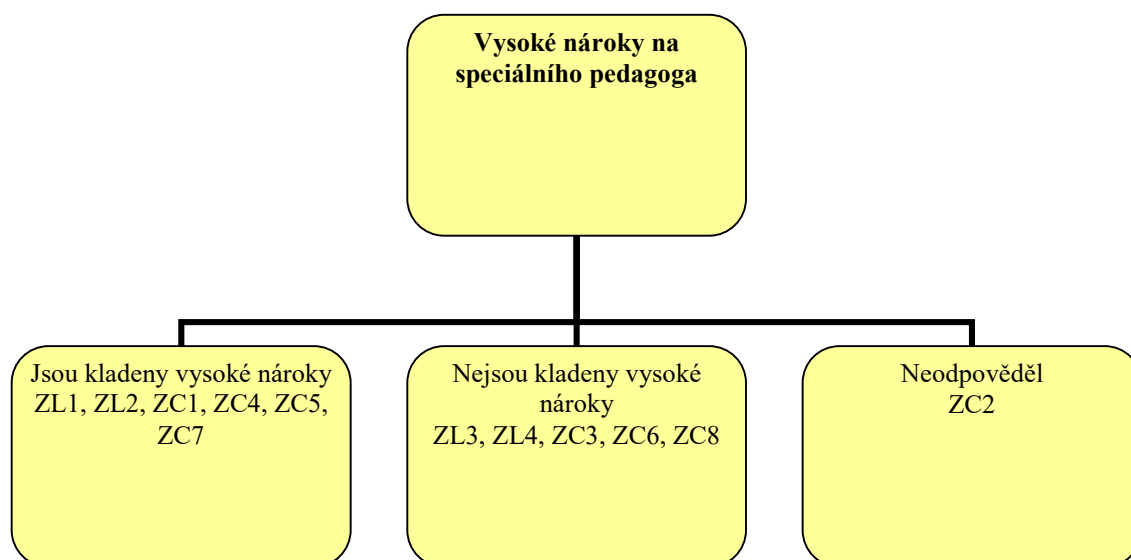 Vysoké nároky na
speciálního pedagoga
Jsou kladeny vysoké nároky
ZL1, ZL2, ZC1, ZC4, ZC5,
ZC7
Nejsou kladeny vysoké
nároky
ZL3, ZL4, ZC3, ZC6, ZC8
Neodpověděl
ZC2